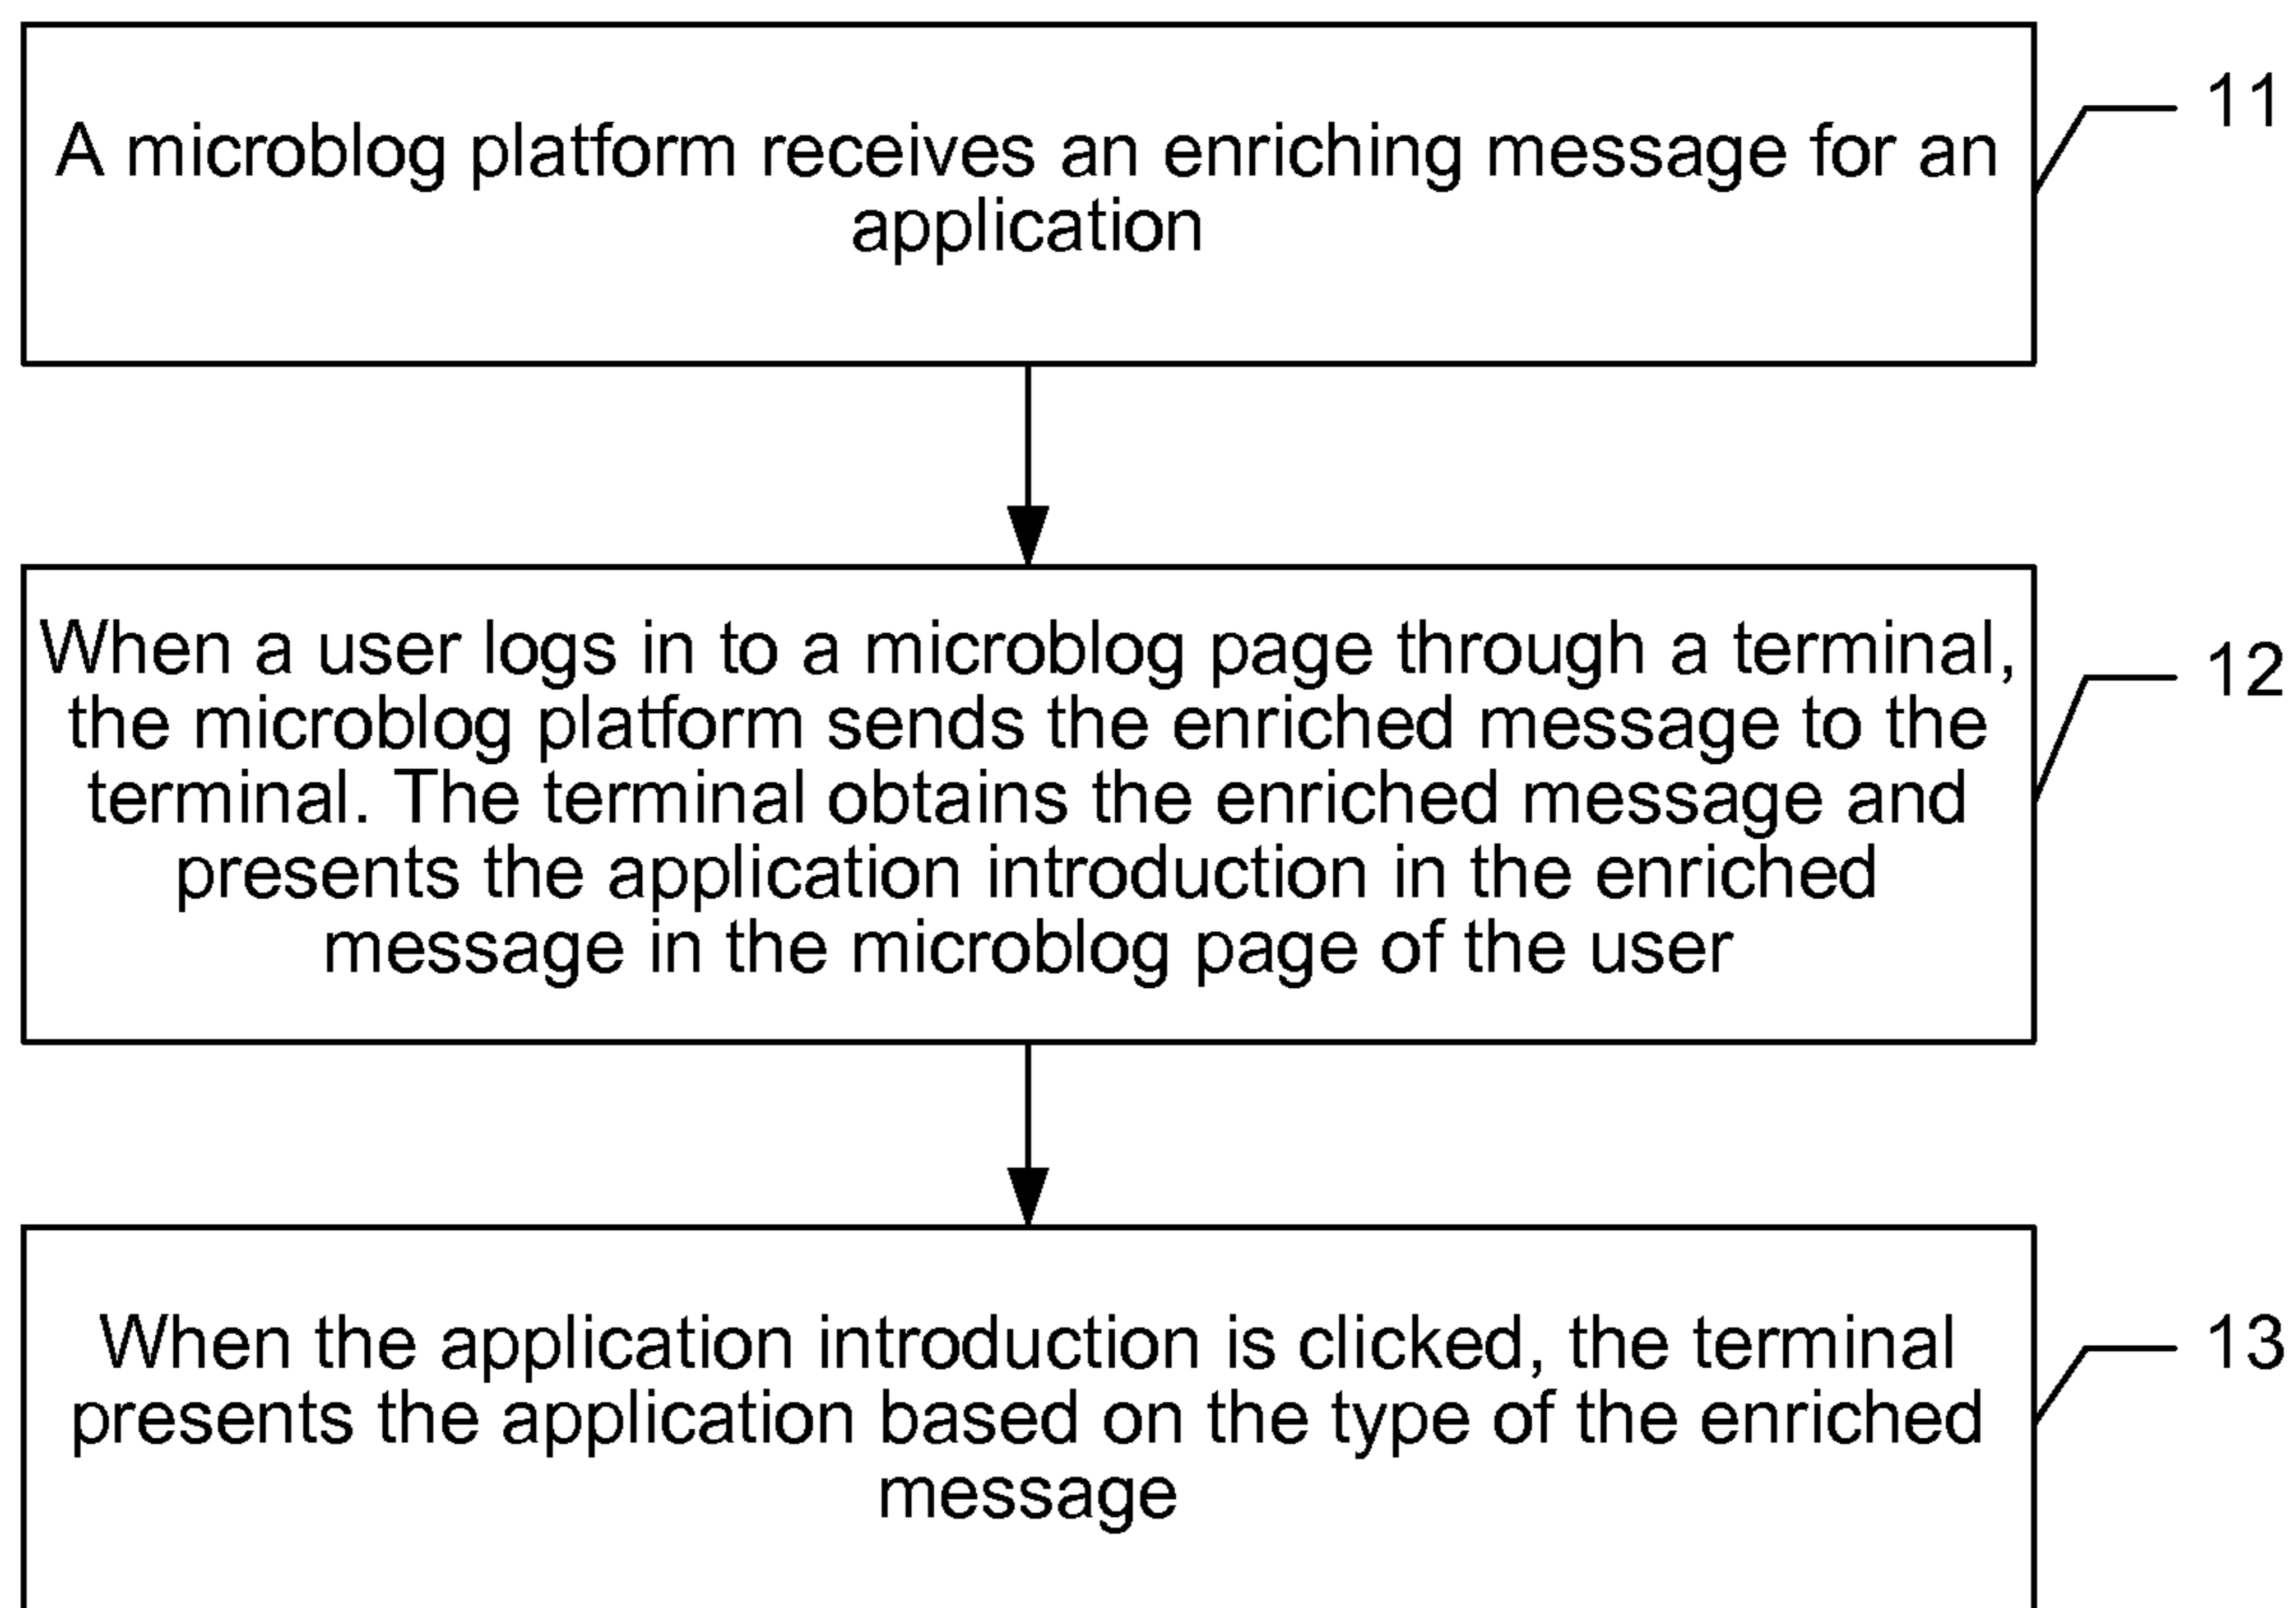 A microblog platform receives an enriching message for an
application
11
When a user logs in to a microblog page through a terminal,
the microblog platform sends the enriched message to the
terminal. The terminal obtains the enriched message and
presents the application introduction in the enriched
message in the microblog page of the user
12
When the application introduction is clicked, the terminal
presents the application based on the type of the enriched
message
13